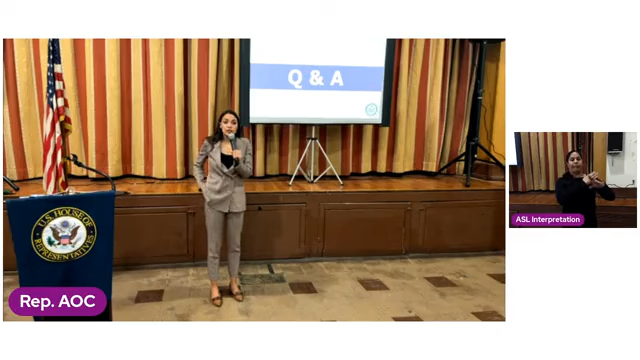 Q & A
U.S. HOUSE OF
REPRESENTATIVES
Rep. AOC
ASL Interpretation